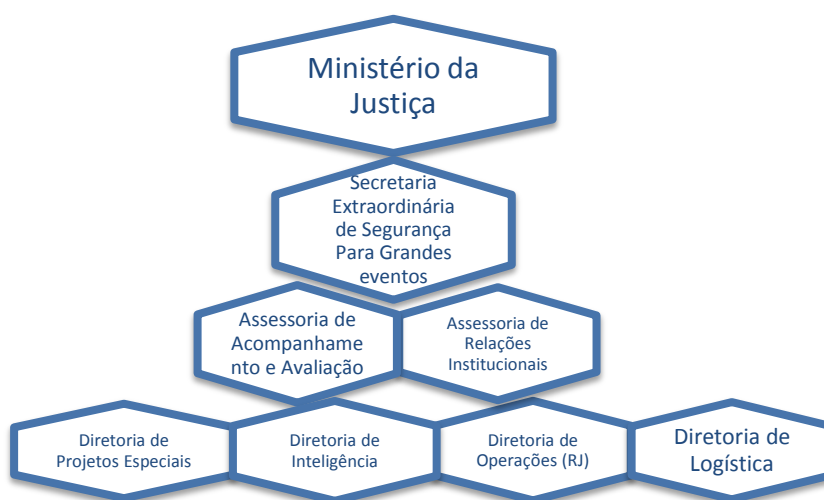 Ministério da
Justiça
Secretaria
Extraordinária
de Segurança
Para Grandes
eventos
Assessoria de
Acompanhame
nto e Avaliação
Assessoria de
Relações
Institucionais
Diretoria de
Projetos Especiais
Diretoria de
Inteligência
Diretoria de
Operações (RJ)
Diretoria de
Logística